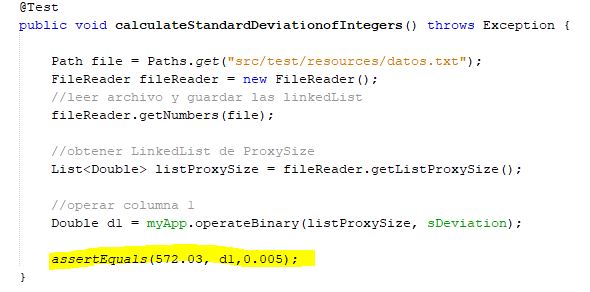 @Test
public void calculateStandardDeviationofIntegers() throws Exception {
Path file = Paths.get("src/test/resources/datos.txt");
FileReader fileReader = new FileReader();
//leer archivo y guardar las linkedList
fileReader.getNumbers(file);
//obtener LinkedList de ProxySize
List<Double> listProxySize = fileReader.getListProxySize();
//operar columna 1
Double d1 = myApp.operateBinary(listProxySize, sDeviation);
assertEquals(572.03, d1,0.005);
}